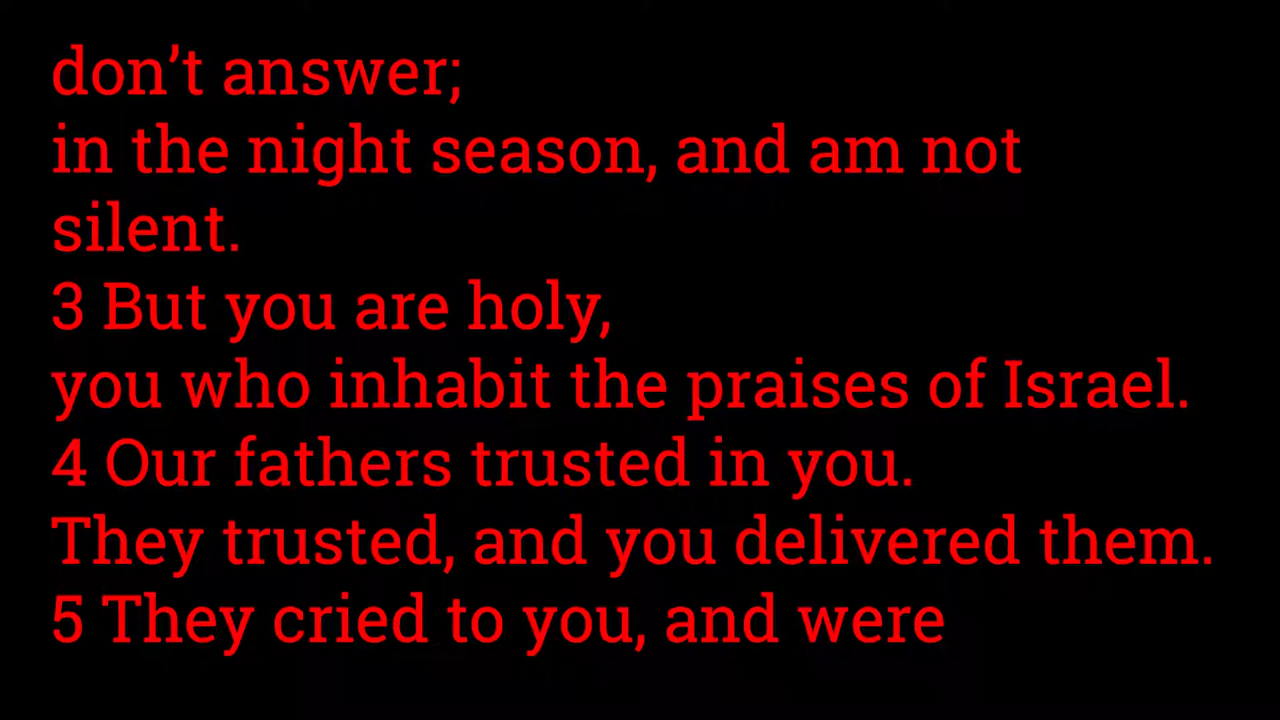 don’t answer;
in the night season, and am not
silent.
3 But you are holy,
you who inhabit the praises of Israel.
4 Our fathers trusted in you.
They trusted, and you delivered them.
5 They cried to you, and were